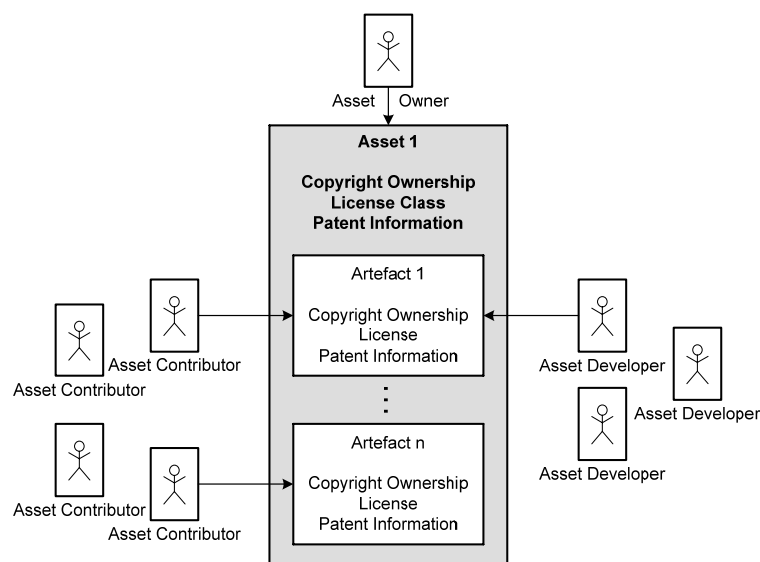 Asset Owner
Asset 1
Copyright Ownership
License Class
Patent Information
Artefact 1
Copyright Ownership
License
Patent Information
Asset Contributor
Asset Contributor
Asset Developer
Asset Developer
Asset Developer
Artefact n
Copyright Ownership
License
Patent Information
Asset Contributor
Asset Contributor